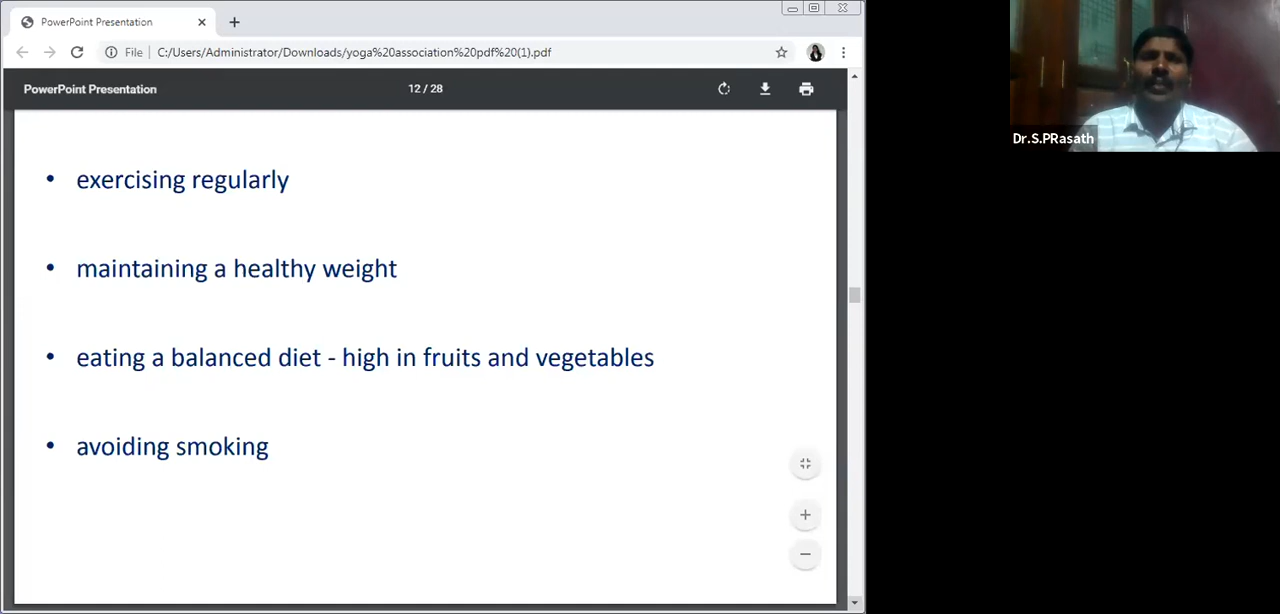 PowerPoint Presentation
File C:/Users/Administrator/Downloads/yoga%20association%20pdf%20(1).pdf
PowerPoint Presentation 12 / 28
• exercising regularly
• maintaining a healthy weight
• eating a balanced diet - high in fruits and vegetables
• avoiding smoking
Dr.S.PRasath